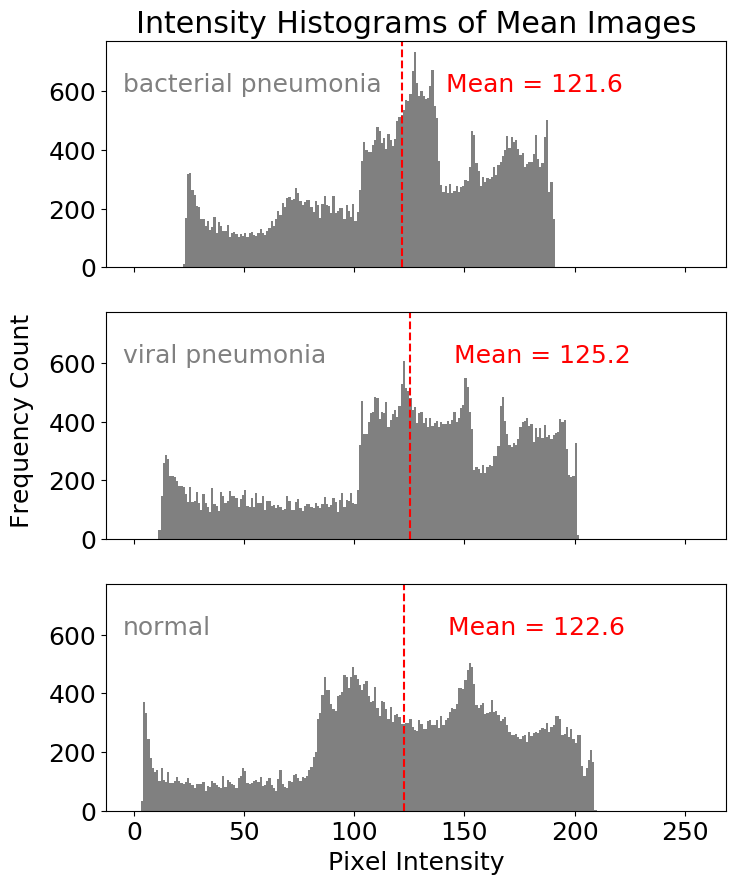 Intensity Histograms of Mean Images
600
400
200
0
bacterial pneumonia
Mean = 121.6
Frequency Count
600
400
200
0
viral pneumonia
Mean = 125.2
600
400
200
0
normal
Mean = 122.6
0 50 100 150 200 250
Pixel Intensity